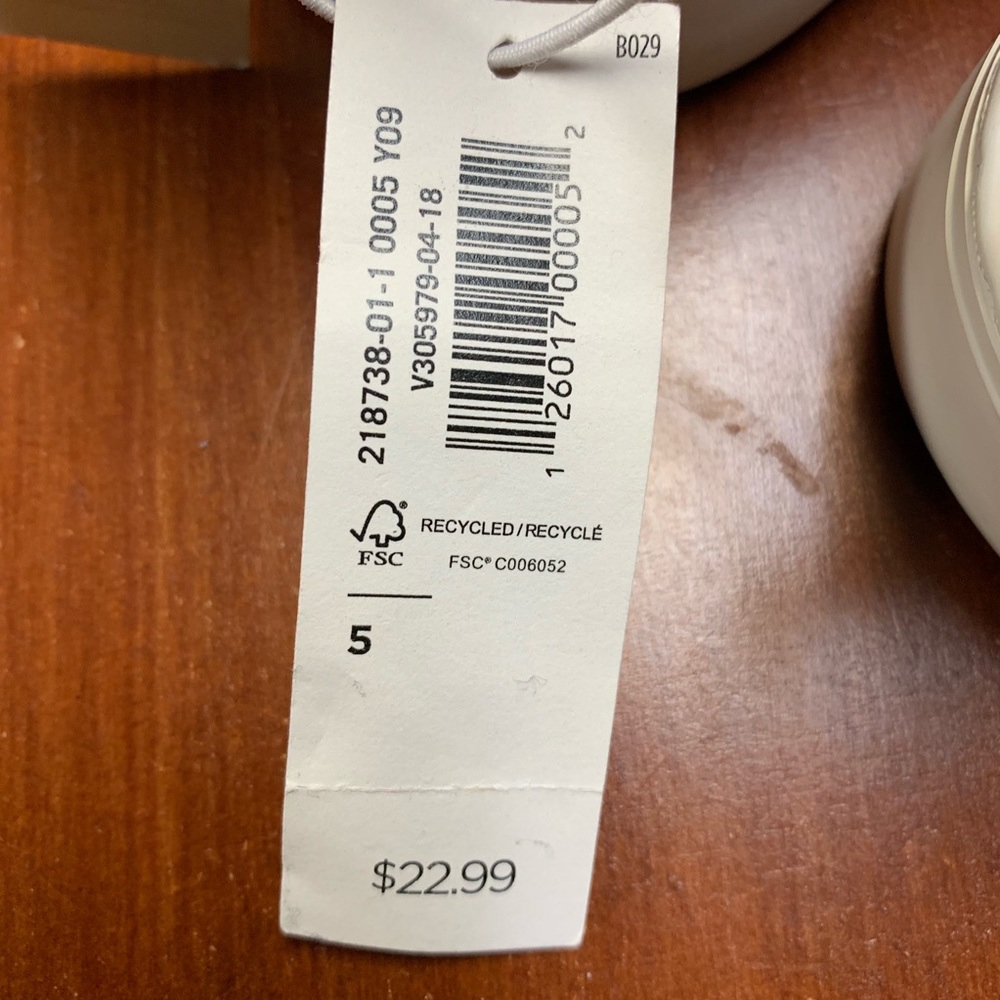 B029
218738-01-1 0005 Y09
V305979-04-18
1 26017 00005 2
FSC®
RECYCLED / RECYCLÉ
FSC® C006052
5
$22.99